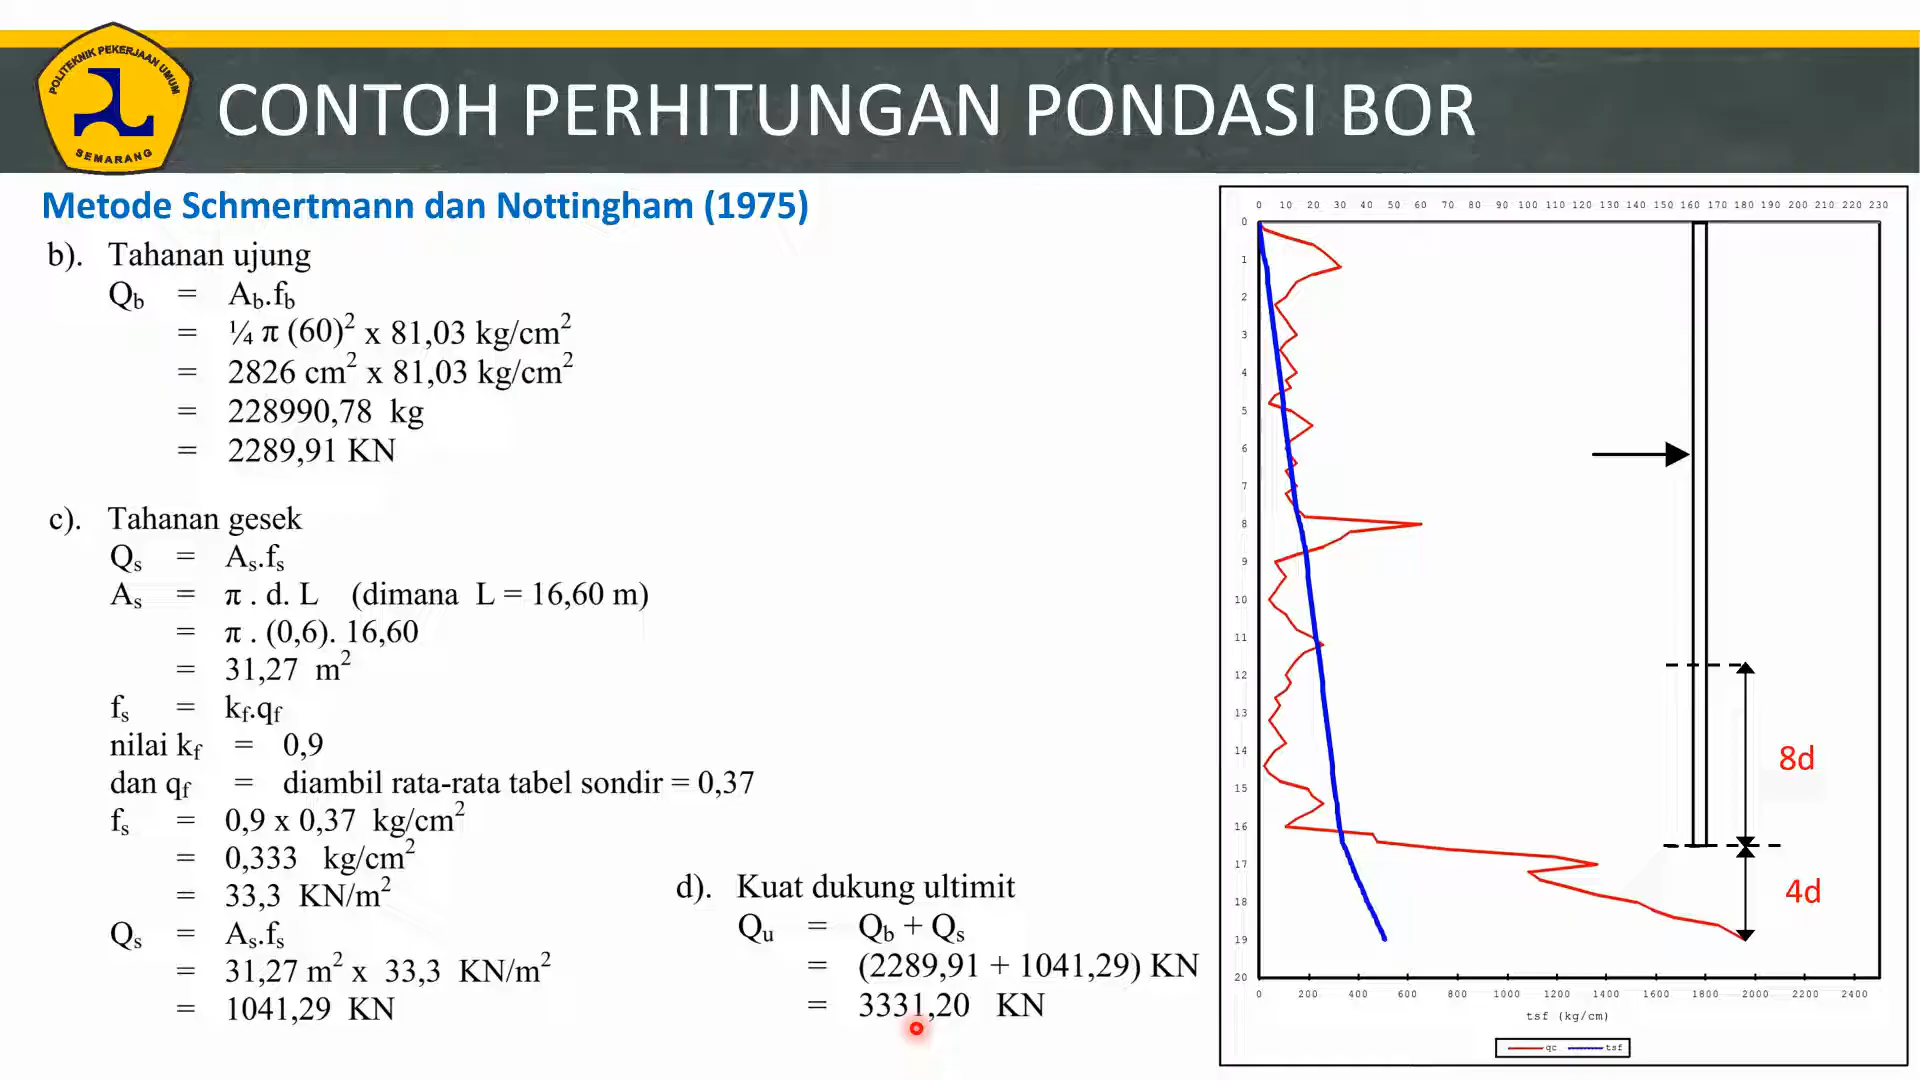 POLITEKNIK PEKERJAAN UMUM
SEMARANG
CONTOH PERHITUNGAN PONDASI BOR
Metode Schmertmann dan Nottingham (1975)
b). Tahanan ujung
Qb = Ab.fb
= ¼ π (60)² x 81,03 kg/cm²
= 2826 cm² x 81,03 kg/cm²
= 228990,78 kg
= 2289,91 KN
c). Tahanan gesek
Qs = As.fs
As = π . d. L (dimana L = 16,60 m)
= π . (0,6). 16,60
= 31,27 m²
fs = kf.qf
nilai kf = 0,9
dan qf = diambil rata-rata tabel sondir = 0,37
fs = 0,9 x 0,37 kg/cm²
= 0,333 kg/cm²
= 33,3 KN/m²
Qs = As.fs
= 31,27 m² x 33,3 KN/m²
= 1041,29 KN
d). Kuat dukung ultimit
Qu = Qb + Qs
= (2289,91 + 1041,29) KN
= 3331,20 KN
0 10 20 30 40 50 60 70 80 90 100 110 120 130 140 150 160 170 180 190 200 210 220 230
0
1
2
3
4
5
6
7
8
9
10
11
12
13
14
15
16
17
18
19
20
8d
4d
0 200 400 600 800 1000 1200 1400 1600 1800 2000 2200 2400
tsf (kg/cm)
qc tsf